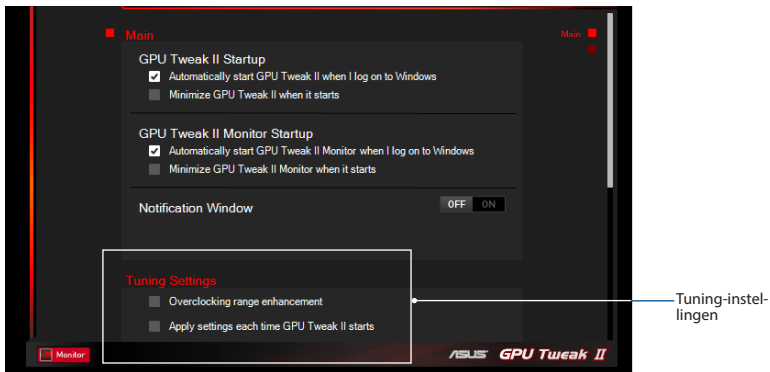 Main
Main
GPU Tweak II Startup
Automatically start GPU Tweak II when I log on to Windows
Minimize GPU Tweak II when it starts
GPU Tweak II Monitor Startup
Automatically start GPU Tweak II Monitor when I log on to Windows
Minimize GPU Tweak II Monitor when it starts
Notification Window
OFF ON
Tuning Settings
Overclocking range enhancement
Apply settings each time GPU Tweak II starts
Tuning-instel-
lingen
Monitor
ASUS GPU Tweak II